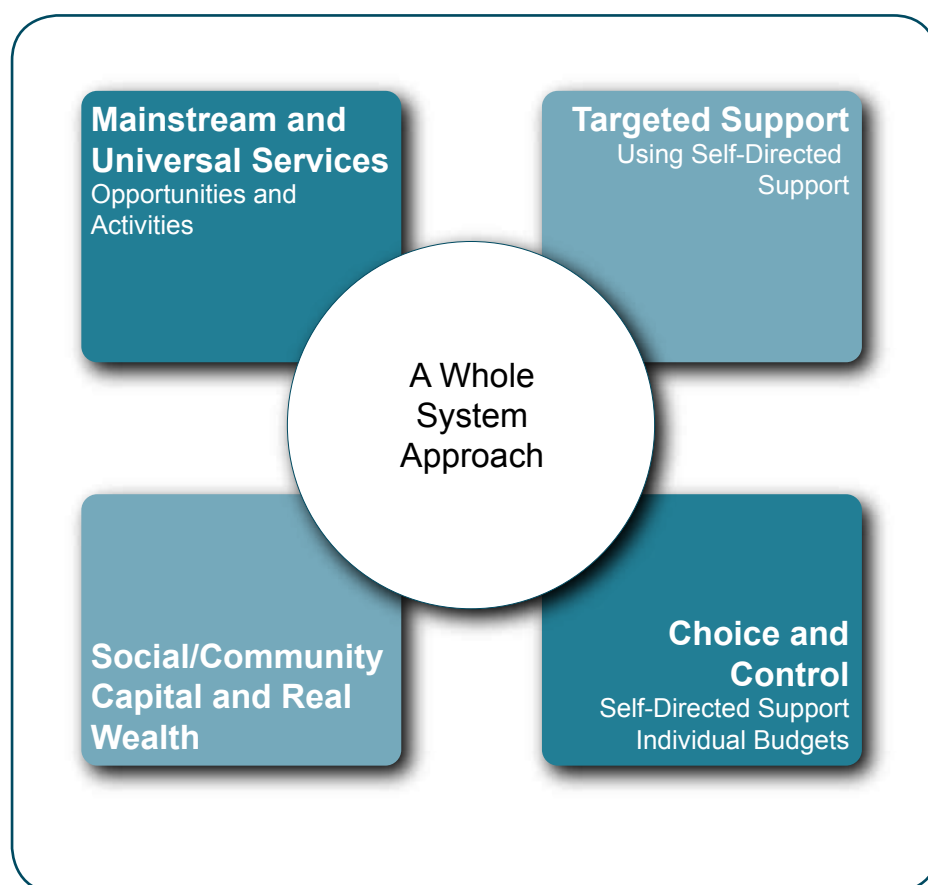 Mainstream and
Universal Services
Opportunities and
Activities
Targeted Support
Using Self-Directed
Support
A Whole
System
Approach
Social/Community
Capital and Real
Wealth
Choice and
Control
Self-Directed Support
Individual Budgets